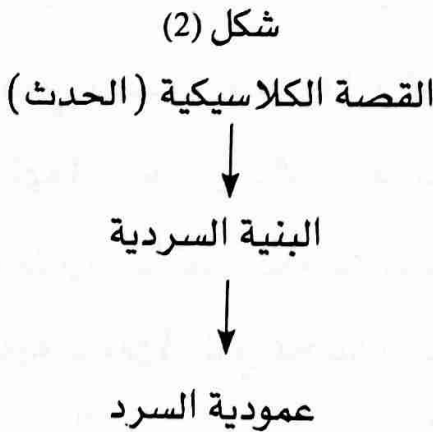 شكل (2)
القصة الكلاسيكية (الحدث)
البنية السردية
عمودية السرد